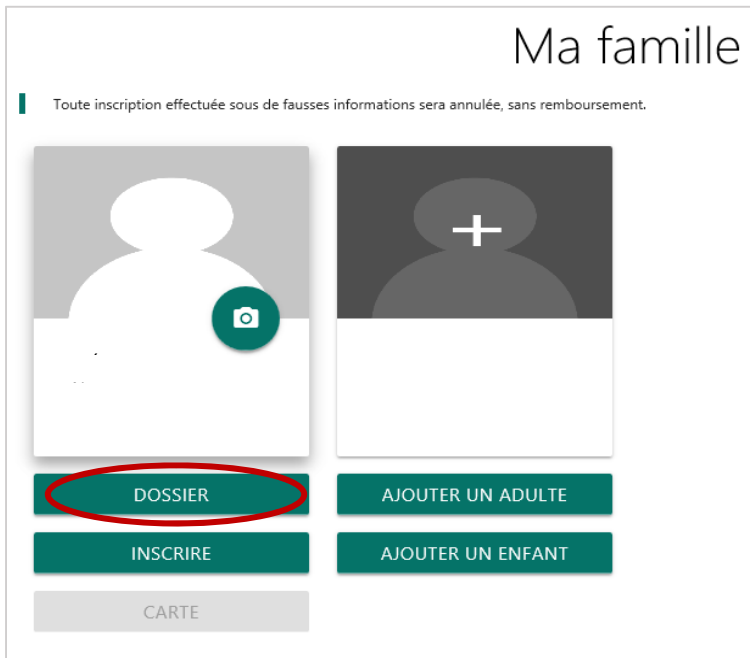 Ma famille
Toute inscription effectuée sous de fausses informations sera annulée, sans remboursement.
DOSSIER
AJOUTER UN ADULTE
INSCRIRE
AJOUTER UN ENFANT
CARTE